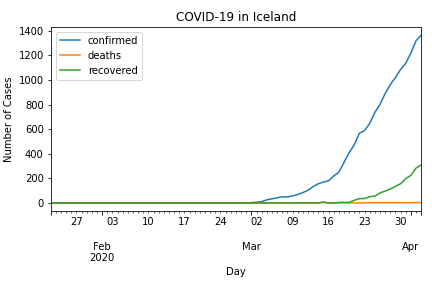 COVID-19 in Iceland
confirmed
deaths
recovered
Number of Cases
1400
1200
1000
800
600
400
200
0
27 03 10 17 24 02 09 16 23 30
Feb Mar Apr
2020
Day